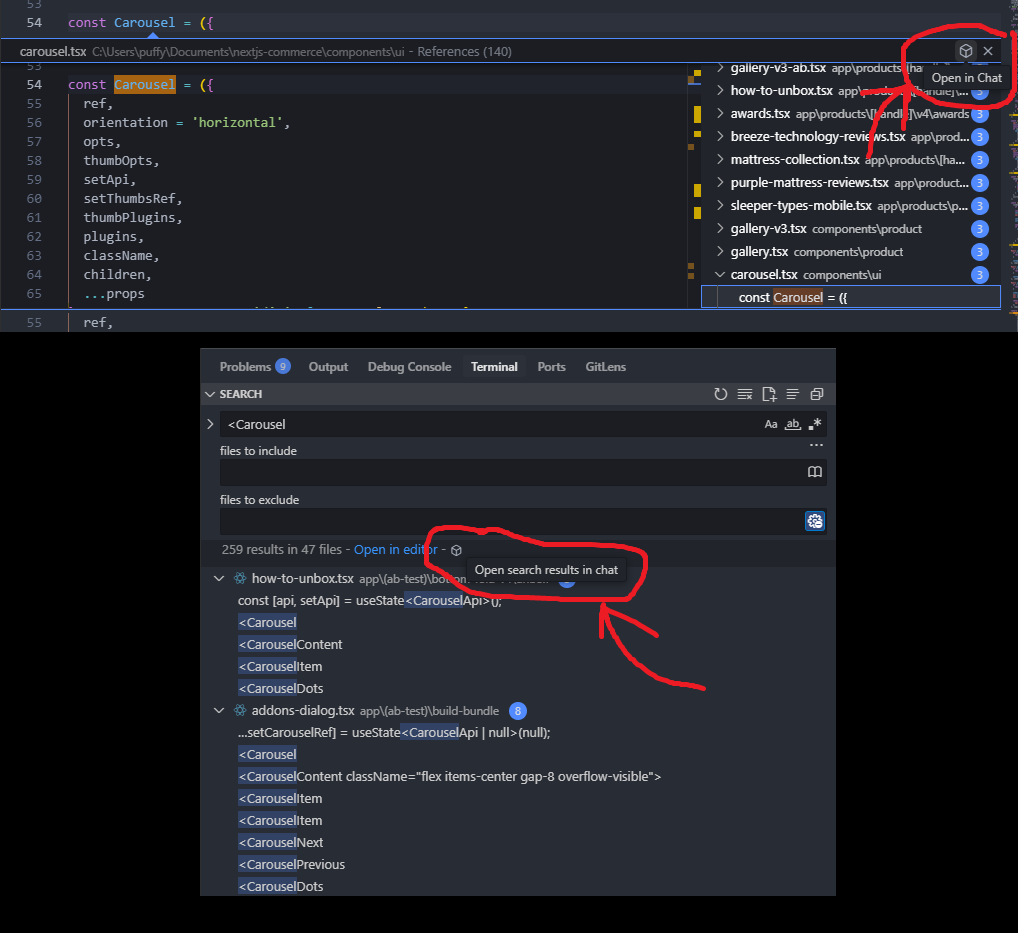 53
54 const Carousel = ({
carousel.tsx C:\Users\puffy\Documents\nextjs-commerce\components\ui - References (140)
53
54 const Carousel = ({
55 ref,
56 orientation = 'horizontal',
57 opts,
58 thumbOpts,
59 setApi,
60 setThumbsRef,
61 thumbPlugins,
62 plugins,
63 className,
64 children,
65 ...props
55 ref,
Open in Chat
gallery-v3-ab.tsx app\products\[han
how-to-unbox.tsx app\products\[handle]\... 3
awards.tsx app\products\[handle]\v4\awards 3
breeze-technology-reviews.tsx app\prod... 3
mattress-collection.tsx app\products\[ha... 3
purple-mattress-reviews.tsx app\product... 3
sleeper-types-mobile.tsx app\products\p... 3
gallery-v3.tsx components\product 3
gallery.tsx components\product 3
carousel.tsx components\ui 3
const Carousel = ({
Problems 9 Output Debug Console Terminal Ports GitLens
SEARCH
<Carousel Aa ab .*
files to include
...
files to exclude
259 results in 47 files - Open in editor -
Open search results in chat
how-to-unbox.tsx app\(ab-test)\
const [api, setApi] = useState<CarouselApi>();
<Carousel
<CarouselContent
<CarouselItem
<CarouselDots
addons-dialog.tsx app\(ab-test)\build-bundle 8
...setCarouselRef] = useState<CarouselApi | null>(null);
<Carousel
<CarouselContent className="flex items-center gap-8 overflow-visible">
<CarouselItem
<CarouselItem
<CarouselNext
<CarouselPrevious
<CarouselDots